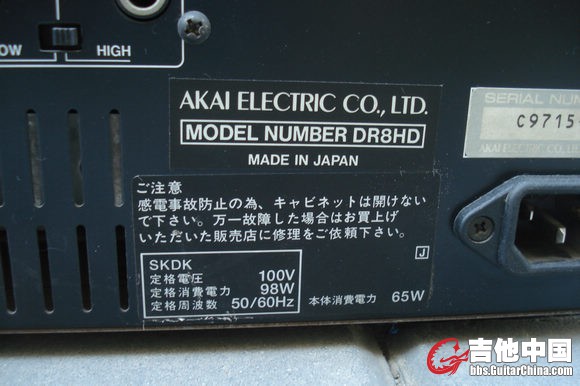 OW
HIGH
AKAI ELECTRIC CO., LTD.
MODEL NUMBER DR8HD
MADE IN JAPAN
SERIAL NUM
C9715
AKAI ELECTRIC CO., LT
ご注意
感電事故防止の為、キャビネットは開けない
で下さい。万一故障した場合はお買上げ
いただいた販売店に修理をご依頼下さい。
J
SKDK
定格電圧 100V
定格消費電力 98W
定格周波数 50/60Hz
本体消費電力 65W
吉他中国
bbs.GuitarChina.com